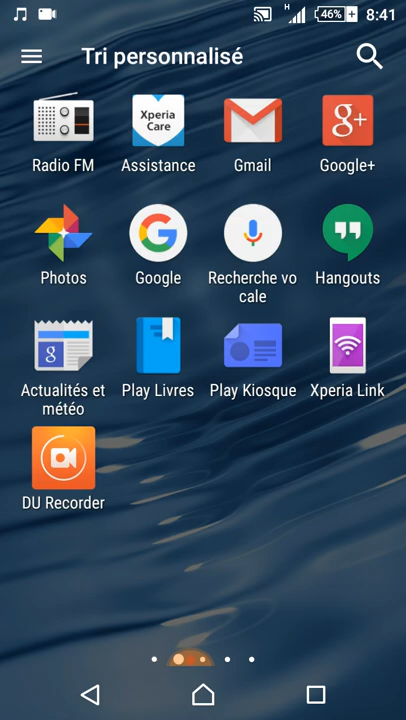 H 46% 8:41
Tri personnalisé
Xperia
Care
g+
Radio FM Assistance Gmail Google+
G
Photos Google Recherche vo
cale Hangouts
g
Actualités et
météo Play Livres Play Kiosque Xperia Link
DU Recorder